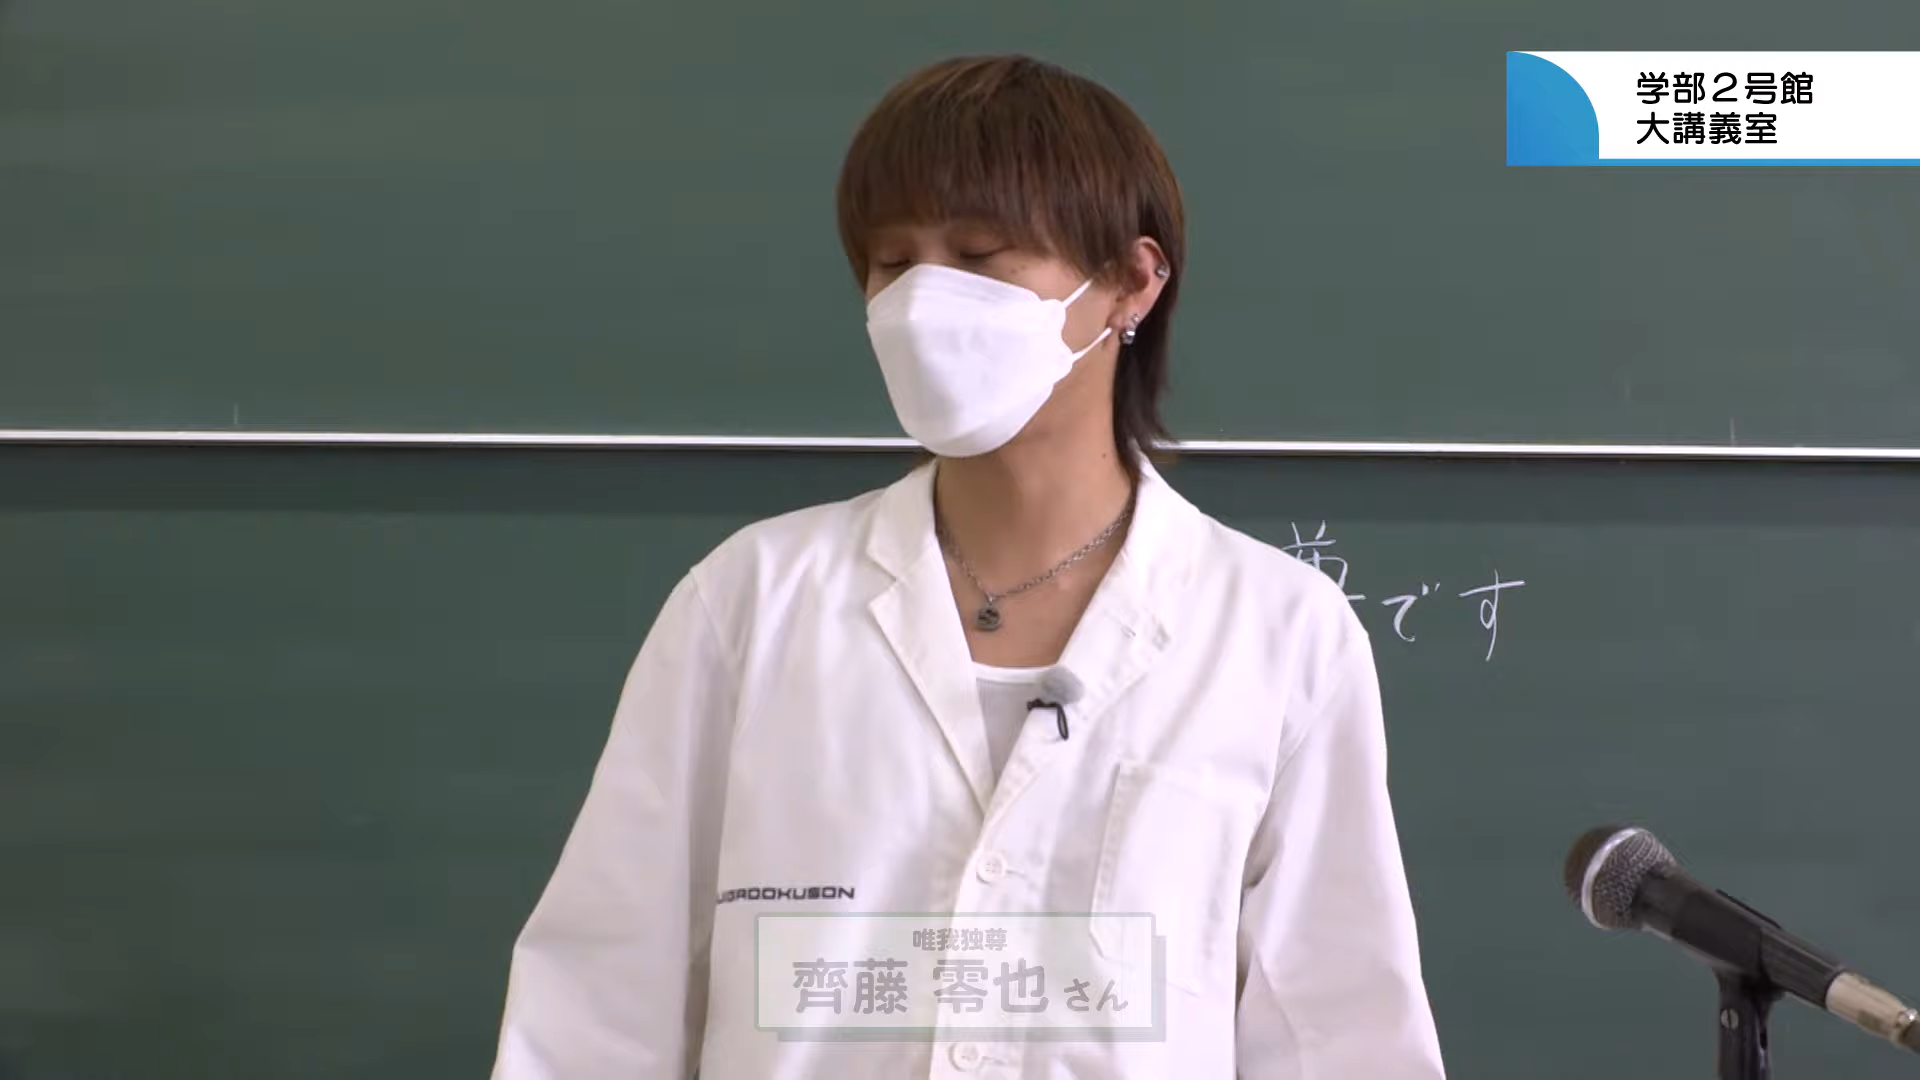 学部２号館
大講義室
です
唯我独尊
齊藤 零也さん